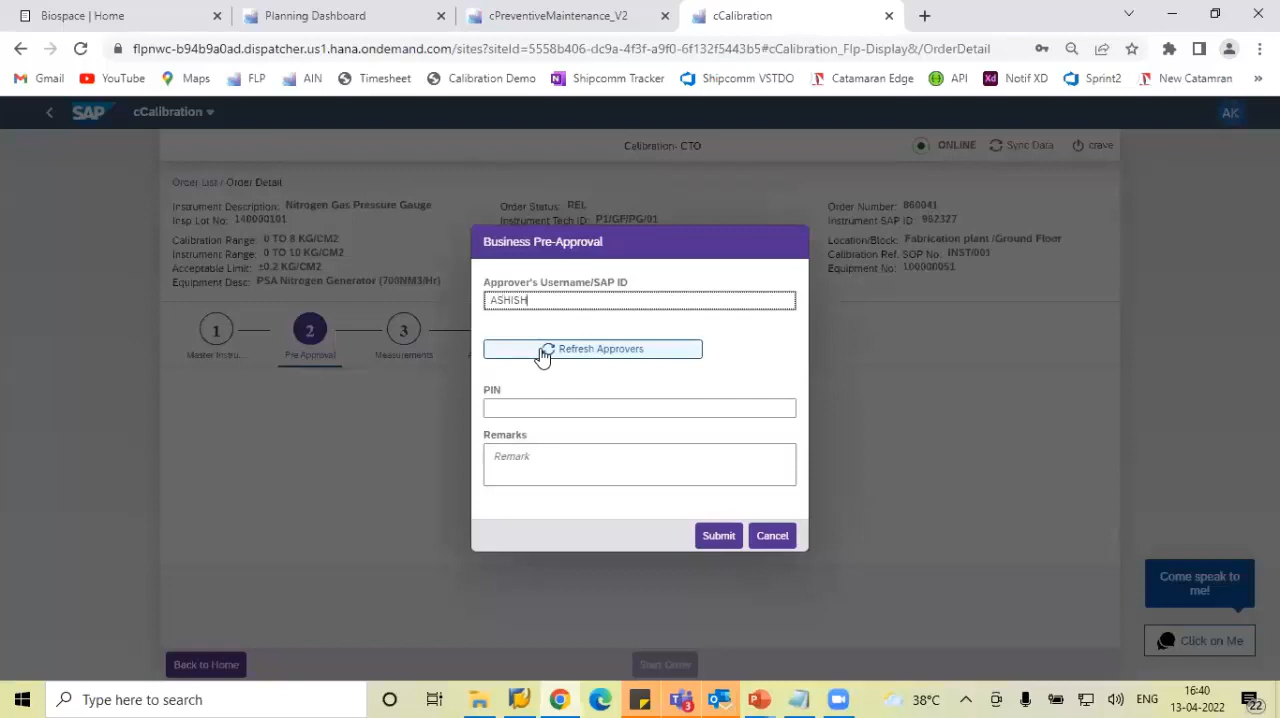 Biospace | Home
Planning Dashboard
cPreventiveMaintenance_V2
cCalibration
flpnwc-b94b9a0ad.dispatcher.us1.hana.ondemand.com/sites?siteId=5558b406-dc9a-4f3f-a9f0-6f132f5443b5#cCalibration_Flp-Display&/OrderDetail
Gmail
YouTube
Maps
FLP
AIN
Timesheet
Calibration Demo
Shipcomm Tracker
Shipcomm VSTDO
Catamaran Edge
API
Notif XD
Sprint2
New Catamran
»
SAP
cCalibration
AK
Calibration- CTO
ONLINE
Sync Data
crave
Order List / Order Detail
Instrument Description: Nitrogen Gas Pressure Gauge
Order Status: REL
Order Number: 860041
Insp Lot No: 140000101
Instrument Tech ID: P1/GF/PG/01
Instrument SAP ID: 952327
Calibration Range: 0 TO 8 KG/CM2
Location/Block: Fabrication plant /Ground Floor
Instrument Range: 0 TO 10 KG/CM2
Calibration Ref. SOP No: INST/001
Acceptable Limit: ±0.2 KG/CM2
Equipment No: 100000051
Equipment Desc: PSA Nitrogen Generator (700NM3/Hr)
1
2
3
Master Instru...
Pre Approval
Measurements
Business Pre-Approval
Approver's Username/SAP ID
ASHISH
Refresh Approvers
PIN
Remarks
Remark
Submit
Cancel
Come speak to
me!
Click on Me
Back to Home
Start Order
Type here to search
3
38°C
ENG
16:40
13-04-2022
22